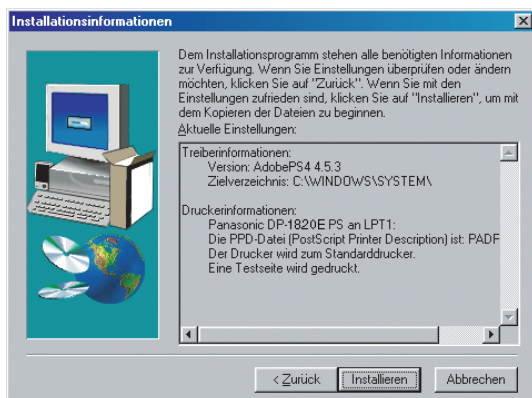 Installationsinformationen
Dem Installationsprogramm stehen alle benötigten Informationen
zur Verfügung. Wenn Sie Einstellungen überprüfen oder ändern
möchten, klicken Sie auf "Zurück". Wenn Sie mit den
Einstellungen zufrieden sind, klicken Sie auf "Installieren", um mit
dem Kopieren der Dateien zu beginnen.
Aktuelle Einstellungen:
Treiberinformationen:
Version: AdobePS4 4.5.3
Zielverzeichnis: C:\WINDOWS\SYSTEM\
Druckerinformationen:
Panasonic DP-1820E PS an LPT1:
Die PPD-Datei (PostScript Printer Description) ist: PADF
Der Drucker wird zum Standarddrucker.
Eine Testseite wird gedruckt.
< Zurück Installieren Abbrechen